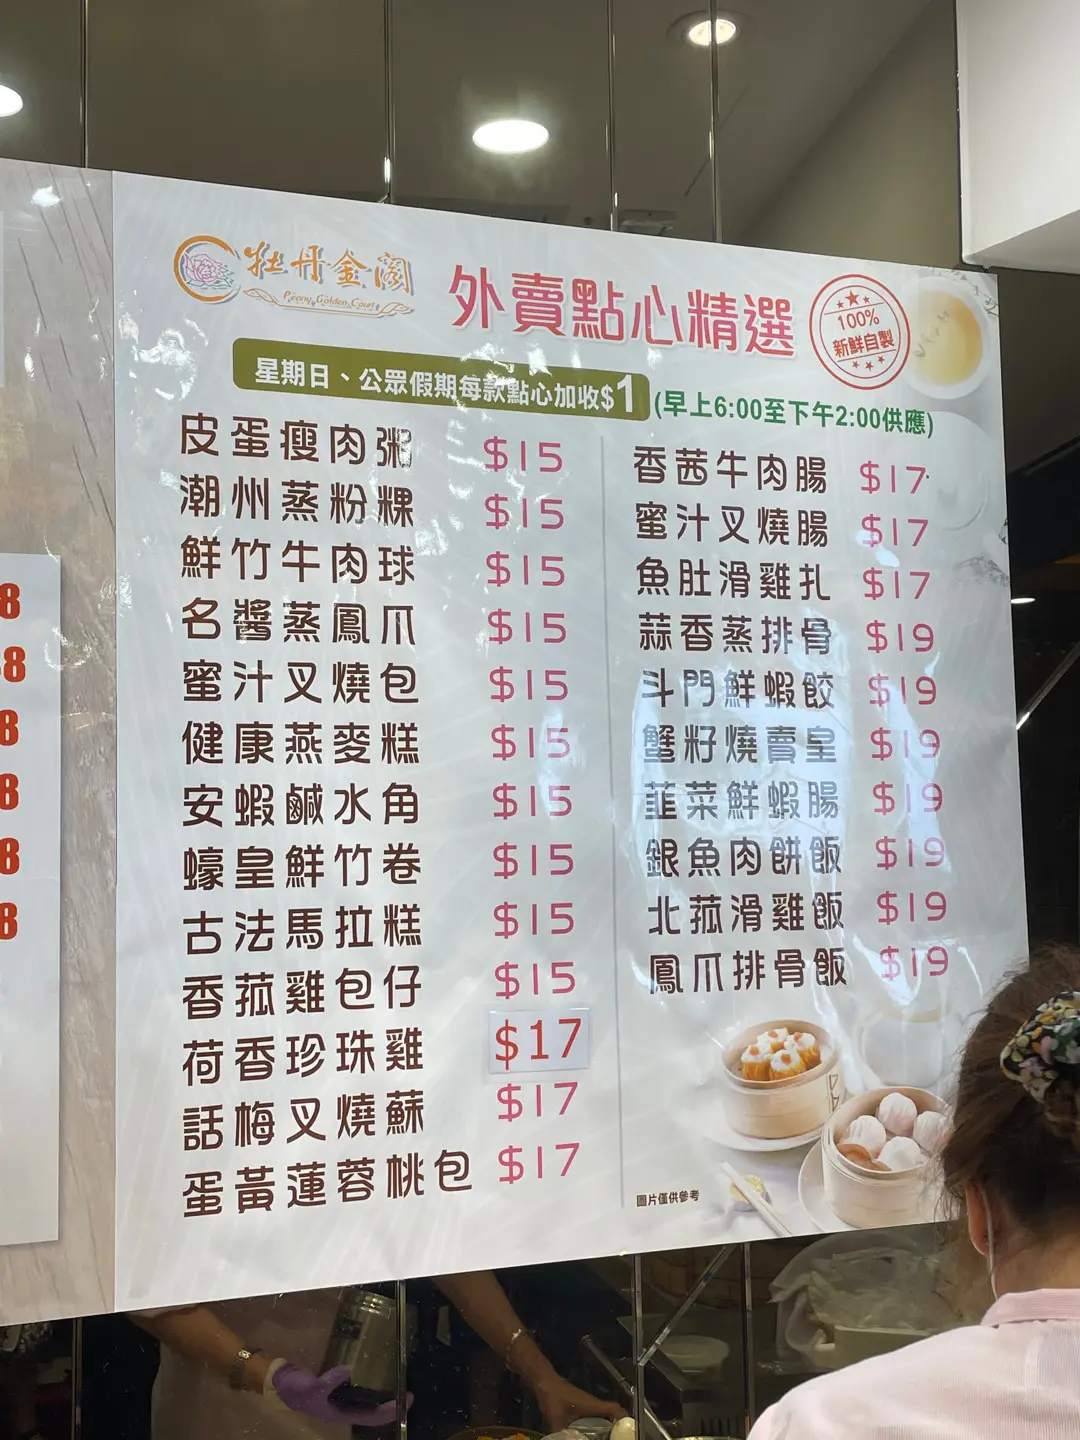 牡丹金閣
Peony Golden Court
外賣點心精選
100%
新鮮自製
星期日、公眾假期每款點心加收$1
(早上6:00至下午2:00供應)
皮蛋瘦肉粥 $15
潮州蒸粉粿 $15
鮮竹牛肉球 $15
名醬蒸鳳爪 $15
蜜汁叉燒包 $15
健康燕麥糕 $15
安蝦鹹水角 $15
蠔皇鮮竹卷 $15
古法馬拉糕 $15
香菰雞包仔 $15
荷香珍珠雞 $17
話梅叉燒蘇 $17
蛋黃蓮蓉桃包 $17
香茜牛肉腸 $17
蜜汁叉燒腸 $17
魚肚滑雞扎 $17
蒜香蒸排骨 $19
斗門鮮蝦餃 $19
蟹籽燒賣皇 $19
韮菜鮮蝦腸 $19
銀魚肉餅飯 $19
北菰滑雞飯 $19
鳳爪排骨飯 $19
圖片僅供參考
8
8
8
8
8
8